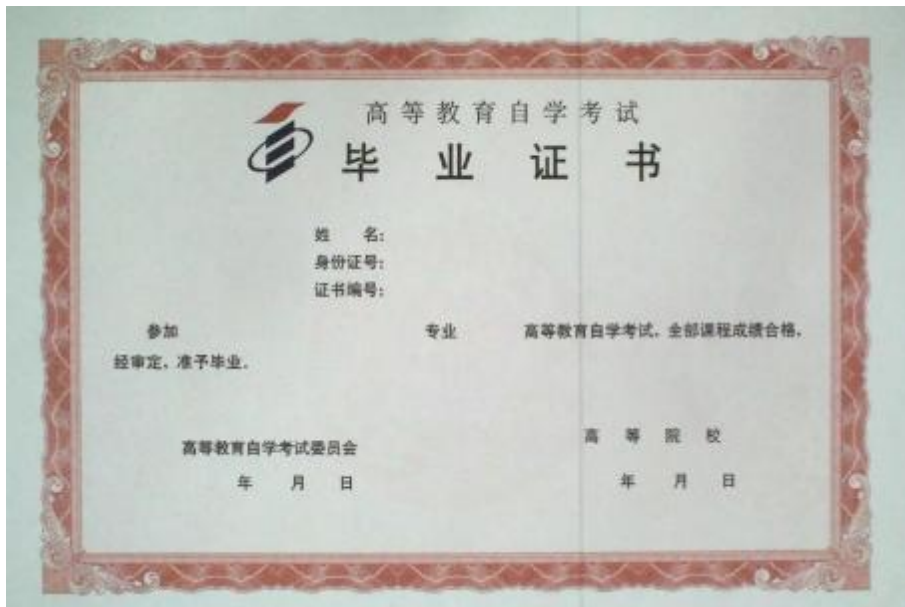 高等教育自学考试
毕业证书
姓 名:
身份证号:
证书编号:
参加 专业 高等教育自学考试，全部课程成绩合格，
经审定，准予毕业。
高等教育自学考试委员会
高等院校
年 月 日
年 月 日